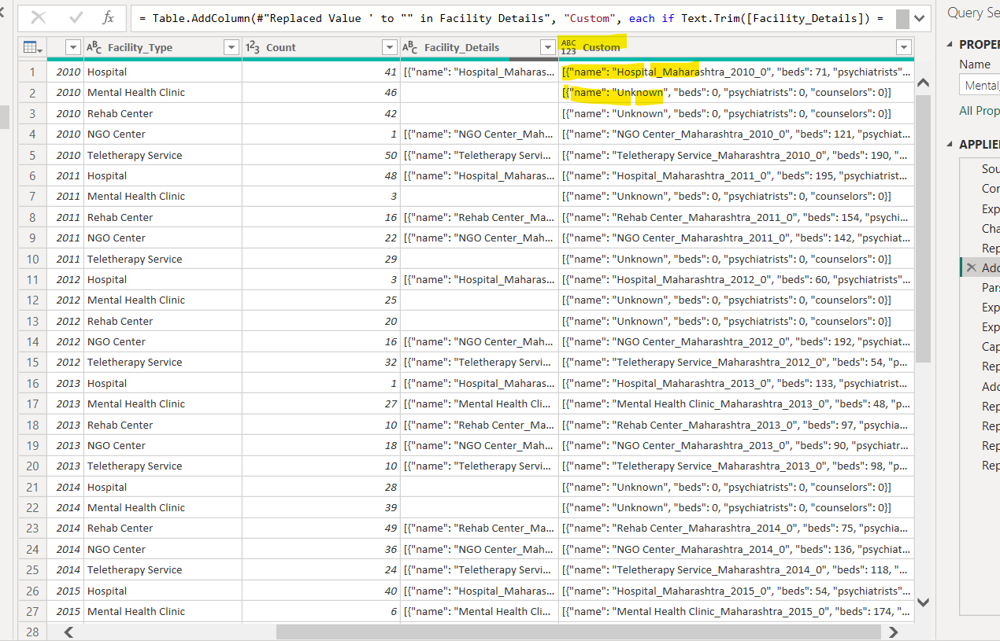 = Table.AddColumn(#"Replaced Value ' to "" in Facility Details", "Custom", each if Text.Trim([Facility_Details]) =
Query Se
Facility_Type Count Facility_Details Custom
1 2010 Hospital 41 [{"name": "Hospital_Maharas... [{"name": "Hospital_Maharashtra_2010_0", "beds": 71, "psychiatrists"...
2 2010 Mental Health Clinic 46 [{"name": "Unknown", "beds": 0, "psychiatrists": 0, "counselors": 0}]
3 2010 Rehab Center 42 [{"name": "Unknown", "beds": 0, "psychiatrists": 0, "counselors": 0}]
4 2010 NGO Center 1 [{"name": "NGO Center_Mah... [{"name": "NGO Center_Maharashtra_2010_0", "beds": 121, "psychiat...
5 2010 Teletherapy Service 50 [{"name": "Teletherapy Servi... [{"name": "Teletherapy Service_Maharashtra_2010_0", "beds": 190, "...
6 2011 Hospital 48 [{"name": "Hospital_Maharas... [{"name": "Hospital_Maharashtra_2011_0", "beds": 195, "psychiatrist...
7 2011 Mental Health Clinic 3 [{"name": "Unknown", "beds": 0, "psychiatrists": 0, "counselors": 0}]
8 2011 Rehab Center 16 [{"name": "Rehab Center_Ma... [{"name": "Rehab Center_Maharashtra_2011_0", "beds": 154, "psychi...
9 2011 NGO Center 22 [{"name": "NGO Center_Mah... [{"name": "NGO Center_Maharashtra_2011_0", "beds": 142, "psychiat...
10 2011 Teletherapy Service 29 [{"name": "Unknown", "beds": 0, "psychiatrists": 0, "counselors": 0}]
11 2012 Hospital 3 [{"name": "Hospital_Maharas... [{"name": "Hospital_Maharashtra_2012_0", "beds": 60, "psychiatrists"...
12 2012 Mental Health Clinic 25 [{"name": "Unknown", "beds": 0, "psychiatrists": 0, "counselors": 0}]
13 2012 Rehab Center 20 [{"name": "Unknown", "beds": 0, "psychiatrists": 0, "counselors": 0}]
14 2012 NGO Center 16 [{"name": "NGO Center_Mah... [{"name": "NGO Center_Maharashtra_2012_0", "beds": 192, "psychiat...
15 2012 Teletherapy Service 32 [{"name": "Teletherapy Servi... [{"name": "Teletherapy Service_Maharashtra_2012_0", "beds": 54, "p...
16 2013 Hospital 1 [{"name": "Hospital_Maharas... [{"name": "Hospital_Maharashtra_2013_0", "beds": 133, "psychiatrist...
17 2013 Mental Health Clinic 27 [{"name": "Mental Health Cli... [{"name": "Mental Health Clinic_Maharashtra_2013_0", "beds": 48, "p...
18 2013 Rehab Center 10 [{"name": "Rehab Center_Ma... [{"name": "Rehab Center_Maharashtra_2013_0", "beds": 97, "psychia...
19 2013 NGO Center 18 [{"name": "NGO Center_Mah... [{"name": "NGO Center_Maharashtra_2013_0", "beds": 90, "psychiatr...
20 2013 Teletherapy Service 10 [{"name": "Teletherapy Servi... [{"name": "Teletherapy Service_Maharashtra_2013_0", "beds": 98, "p...
21 2014 Hospital 28 [{"name": "Unknown", "beds": 0, "psychiatrists": 0, "counselors": 0}]
22 2014 Mental Health Clinic 39 [{"name": "Unknown", "beds": 0, "psychiatrists": 0, "counselors": 0}]
23 2014 Rehab Center 49 [{"name": "Rehab Center_Ma... [{"name": "Rehab Center_Maharashtra_2014_0", "beds": 75, "psychia...
24 2014 NGO Center 36 [{"name": "NGO Center_Mah... [{"name": "NGO Center_Maharashtra_2014_0", "beds": 136, "psychiat...
25 2014 Teletherapy Service 24 [{"name": "Teletherapy Servi... [{"name": "Teletherapy Service_Maharashtra_2014_0", "beds": 118, "...
26 2015 Hospital 40 [{"name": "Hospital_Maharas... [{"name": "Hospital_Maharashtra_2015_0", "beds": 54, "psychiatrists"...
27 2015 Mental Health Clinic 6 [{"name": "Mental Health Cli... [{"name": "Mental Health Clinic_Maharashtra_2015_0", "beds": 174, "...
28
PROPER
Name
Mental_
All Prop
APPLIE
Sou
Cor
Exp
Cha
Rep
Add
Pars
Exp
Exp
Cap
Rep
Add
Rep
Rep
Rep